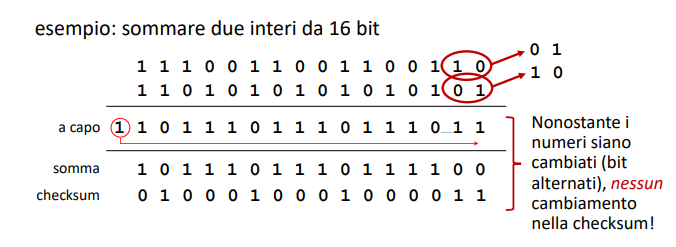 esempio: sommare due interi da 16 bit
1 1 1 0 0 1 1 0 0 1 1 0 0 1 1 0
0 1
1 1 0 1 0 1 0 1 0 1 0 1 0 1 0 1
1 0
a capo 1 1 0 1 1 1 0 1 1 1 0 1 1 1 0 1 1
somma 1 0 1 1 1 0 1 1 1 0 1 1 1 1 0 0
checksum 0 1 0 0 0 1 0 0 0 1 0 0 0 0 1 1
Nonostante i
numeri siano
cambiati (bit
alternati), nessun
cambiamento
nella checksum!